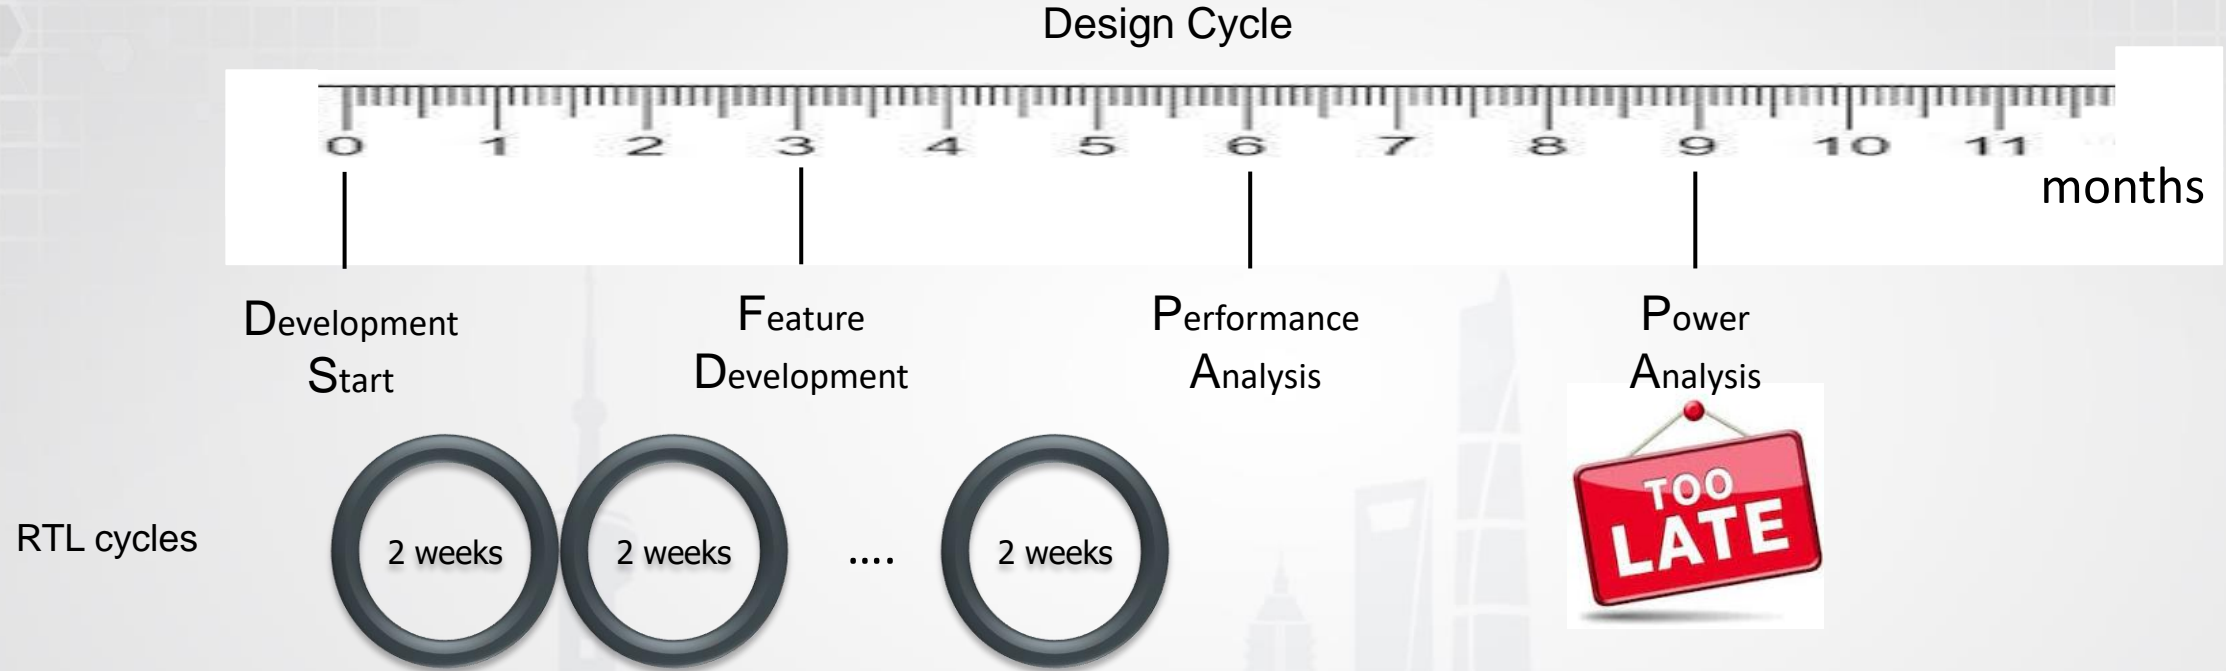 Design Cycle
0 1 2 3 4 5 6 7 8 9 10 11
months
Development
Start
Feature
Development
Performance
Analysis
Power
Analysis
TOO
LATE
RTL cycles
2 weeks
2 weeks
....
2 weeks